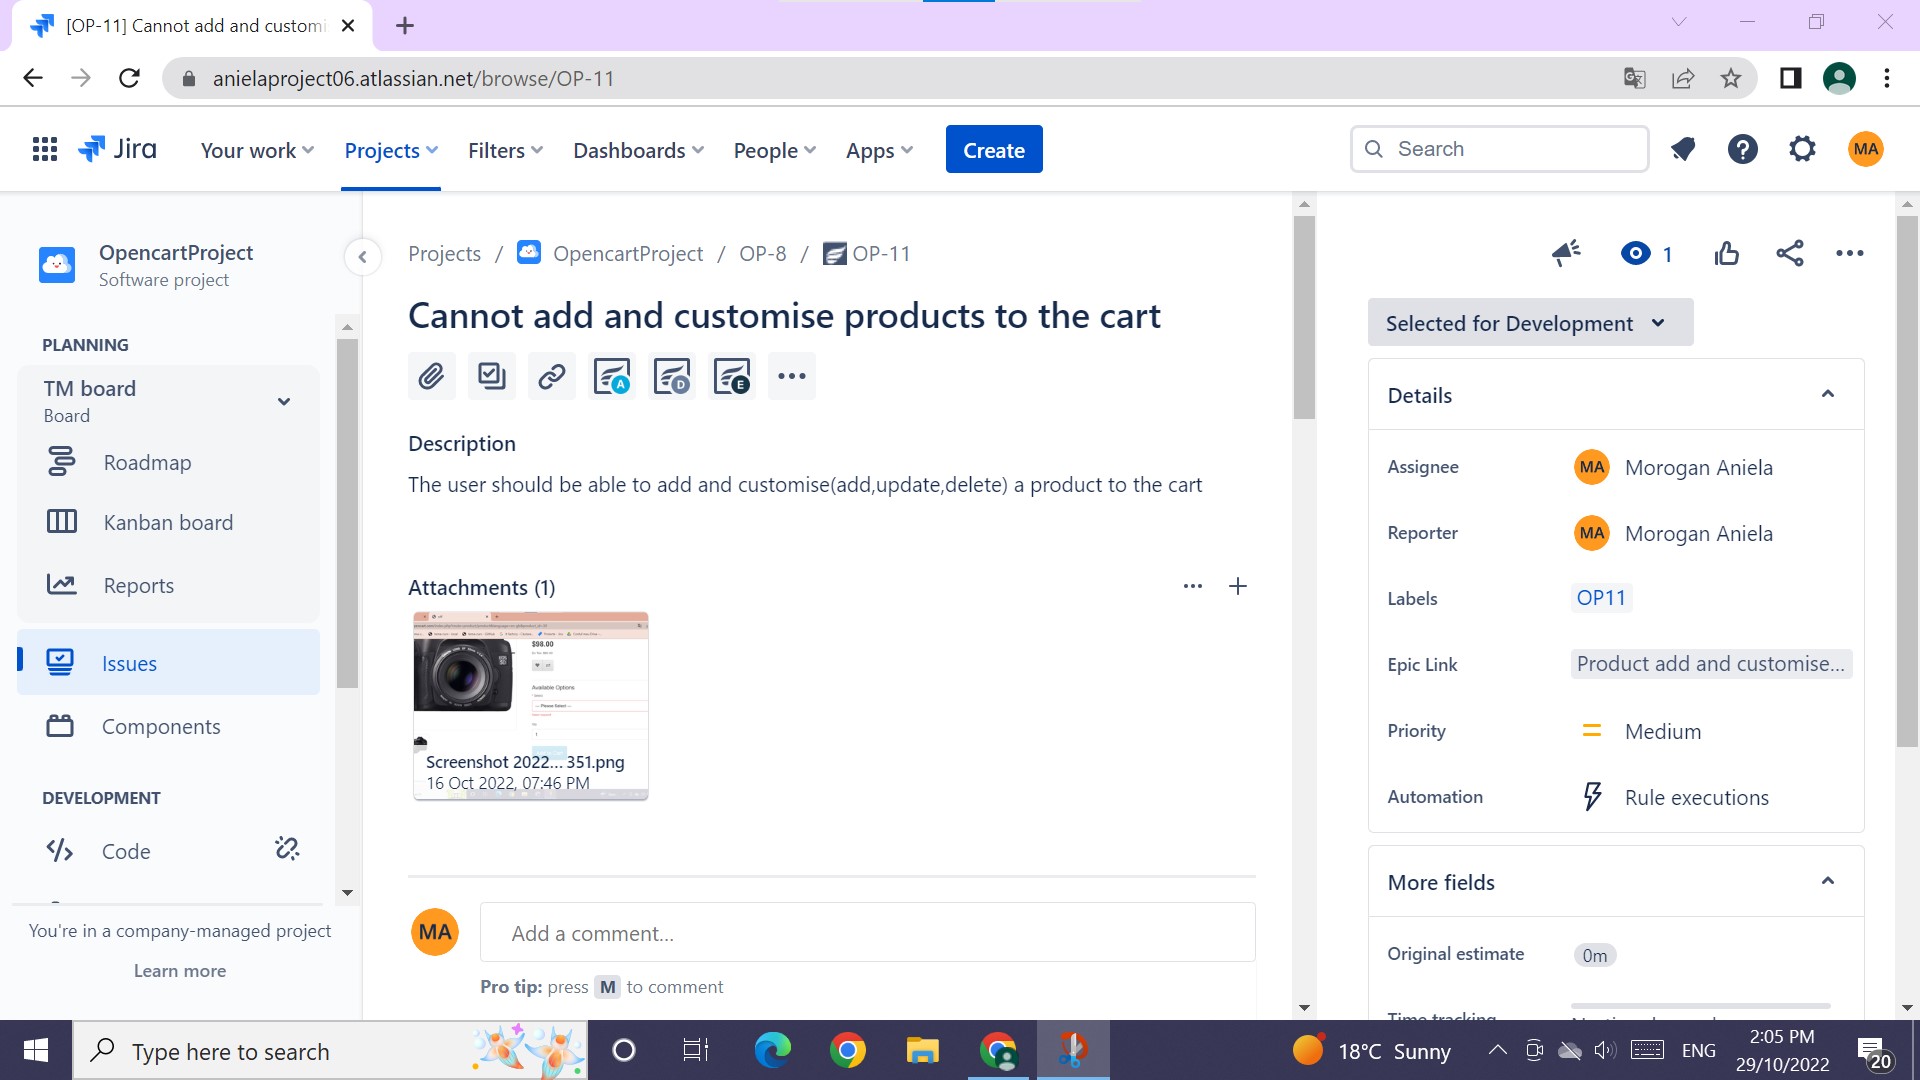 [OP-11] Cannot add and customi
anielaproject06.atlassian.net/browse/OP-11
Jira
Your work
Projects
Filters
Dashboards
People
Apps
Create
Search
MA
OpencartProject
Software project
PLANNING
TM board
Board
Roadmap
Kanban board
Reports
Issues
Components
DEVELOPMENT
Code
You're in a company-managed project
Learn more
Projects / OpencartProject / OP-8 / OP-11
Cannot add and customise products to the cart
A
D
E
Description
The user should be able to add and customise(add,update,delete) a product to the cart
Attachments (1)
$98.00
Available Options
Screenshot 2022... 351.png
16 Oct 2022, 07:46 PM
MA
Add a comment...
Pro tip: press M to comment
1
Selected for Development
Details
Assignee
MA Morogan Aniela
Reporter
MA Morogan Aniela
Labels
OP11
Epic Link
Product add and customise...
Priority
Medium
Automation
Rule executions
More fields
Original estimate
0m
Time tracking
Type here to search
18°C Sunny
ENG
2:05 PM
29/10/2022
20